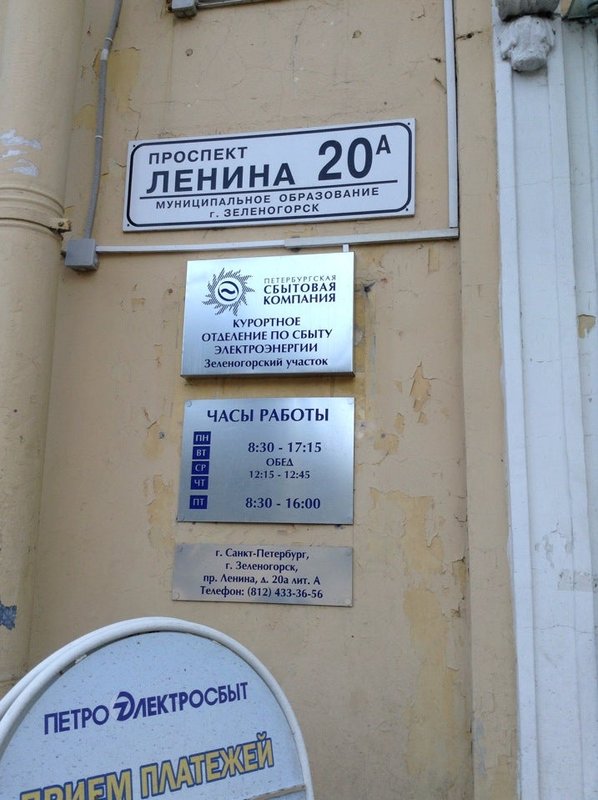 ПРОСПЕКТ
ЛЕНИНА 20А
МУНИЦИПАЛЬНОЕ ОБРАЗОВАНИЕ
г. ЗЕЛЕНОГОРСК
ПЕТЕРБУРГСКАЯ
СБЫТОВАЯ
КОМПАНИЯ
КУРОРТНОЕ
ОТДЕЛЕНИЕ ПО СБЫТУ
ЭЛЕКТРОЭНЕРГИИ
Зеленогорский участок
ЧАСЫ РАБОТЫ
ПН
ВТ
СР
ЧТ
8:30 - 17:15
ОБЕД
12:15 - 12:45
ПТ 8:30 - 16:00
г. Санкт-Петербург,
г. Зеленогорск,
пр. Ленина, д. 20а лит. А
Телефон: (812) 433-36-56
ПЕТРОЭЛЕКТРОСБЫТ
ПРИЕМ ПЛАТЕЖЕЙ